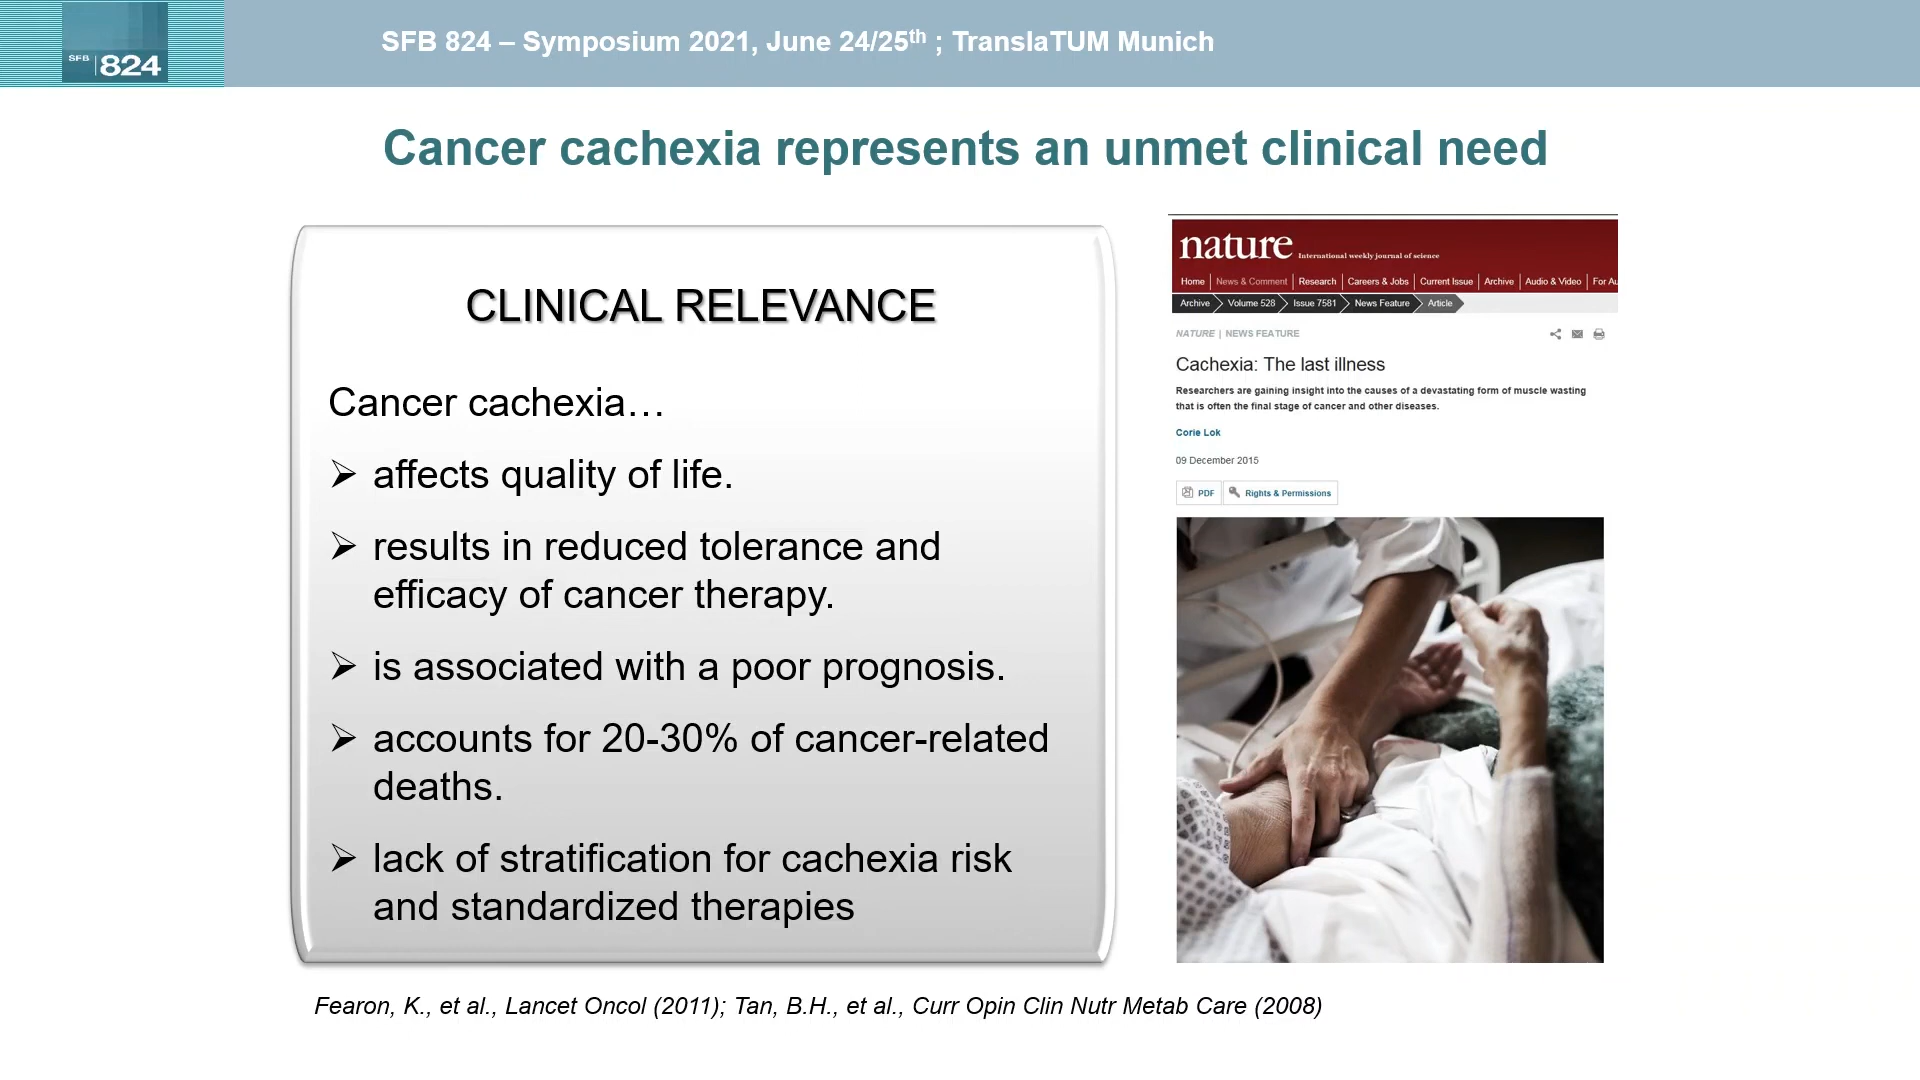 SFB 824
SFB 824 – Symposium 2021, June 24/25th ; TranslaTUM Munich
Cancer cachexia represents an unmet clinical need
CLINICAL RELEVANCE
Cancer cachexia…
➢ affects quality of life.
➢ results in reduced tolerance and
efficacy of cancer therapy.
➢ is associated with a poor prognosis.
➢ accounts for 20-30% of cancer-related
deaths.
➢ lack of stratification for cachexia risk
and standardized therapies
nature International weekly journal of science
Home News & Comment Research Careers & Jobs Current Issue Archive Audio & Video For Au
Archive Volume 528 Issue 7581 News Feature Article
NATURE | NEWS FEATURE
Cachexia: The last illness
Researchers are gaining insight into the causes of a devastating form of muscle wasting
that is often the final stage of cancer and other diseases.
Corie Lok
09 December 2015
PDF Rights & Permissions
Fearon, K., et al., Lancet Oncol (2011); Tan, B.H., et al., Curr Opin Clin Nutr Metab Care (2008)